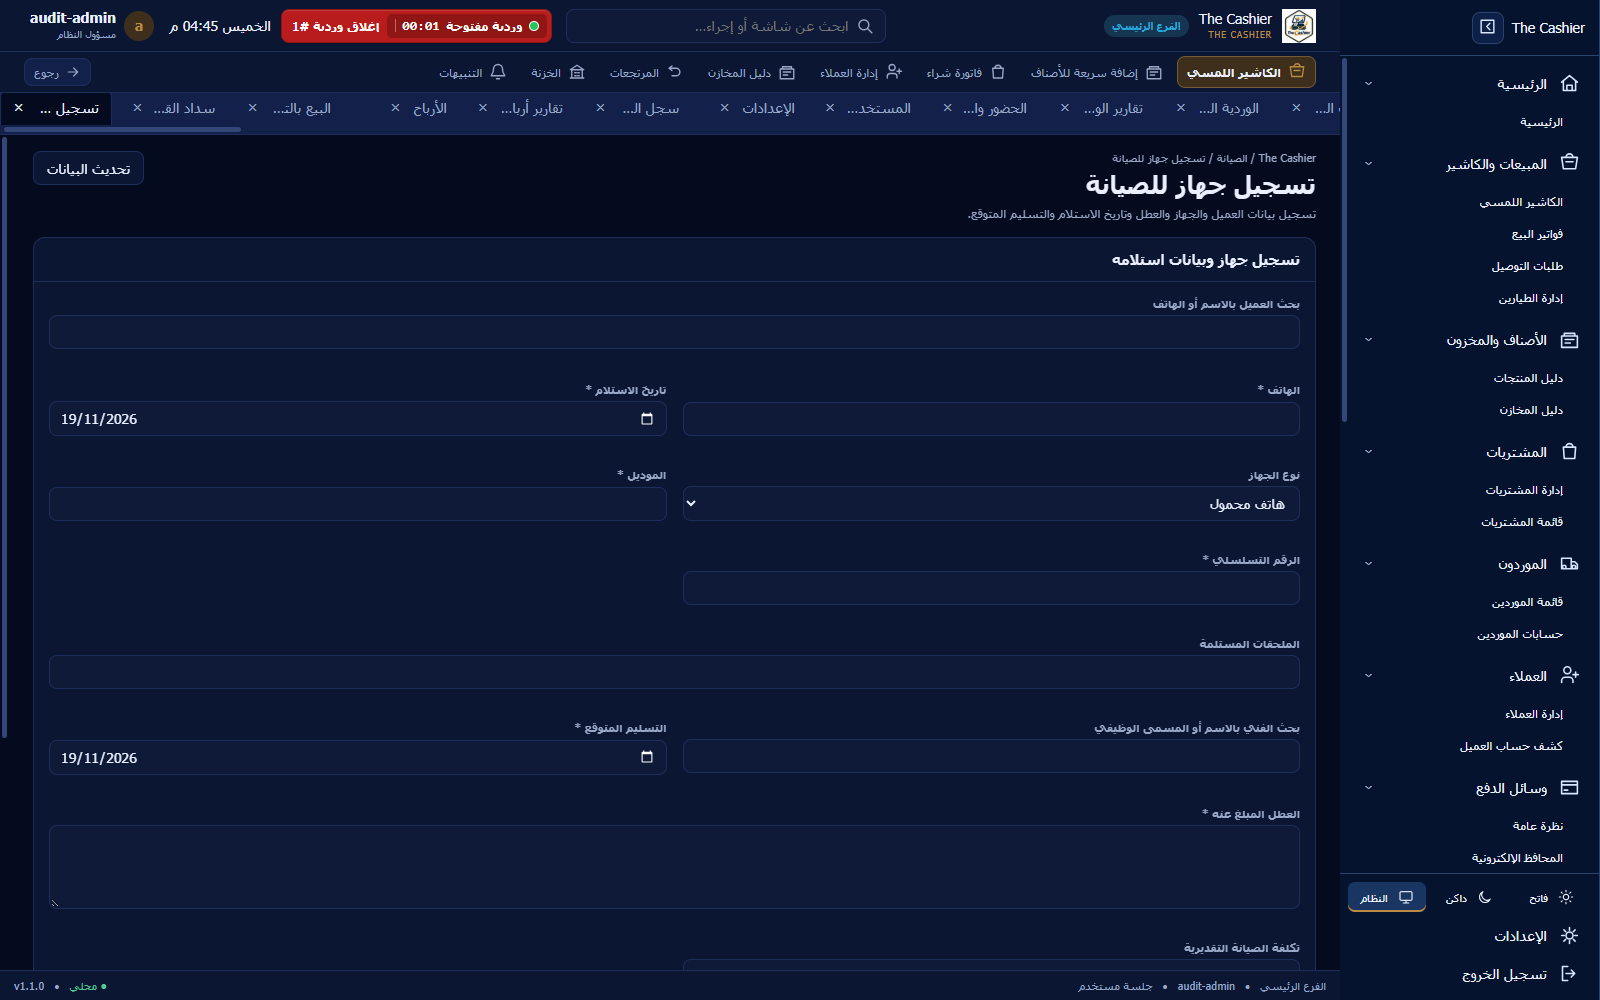 The Cashier
الرئيسية
الرئيسية
المبيعات والكاشير
الكاشير اللمسي
فواتير البيع
طلبات التوصيل
إدارة الطيارين
الأصناف والمخزون
دليل المنتجات
دليل المخازن
المشتريات
إدارة المشتريات
قائمة المشتريات
الموردون
قائمة الموردين
حسابات الموردين
العملاء
إدارة العملاء
كشف حساب العميل
وسائل الدفع
نظرة عامة
المحافظ الإلكترونية
فاتح
داكن
النظام
الإعدادات
تسجيل الخروج
The Cashier
THE CASHIER
الفرع الرئيسي
ابحث عن شاشة أو إجراء...
وردية مفتوحة 00:01
إغلاق وردية #1
الخميس 04:45 م
a
audit-admin
مسؤول النظام
الكاشير اللمسي
إضافة سريعة للأصناف
فاتورة شراء
إدارة العملاء
دليل المخازن
المرتجعات
الخزنة
التنبيهات
رجوع
ال...
الوردية ال...
تقارير الو...
الحضور وا...
المستخد...
الإعدادات
سجل ال...
تقارير أربا...
الأرباح
البيع بالت...
سداد الق...
تسجيل ...
The Cashier / الصيانة / تسجيل جهاز للصيانة
تسجيل جهاز للصيانة
تسجيل بيانات العميل والجهاز والعطل وتاريخ الاستلام والتسليم المتوقع.
تحديث البيانات
تسجيل جهاز وبيانات استلامه
بحث العميل بالاسم أو الهاتف
الهاتف *
تاريخ الاستلام *
19/11/2026
نوع الجهاز
هاتف محمول
الموديل *
الرقم التسلسلي *
الملحقات المستلمة
بحث الفني بالاسم أو المسمى الوظيفي
التسليم المتوقع *
19/11/2026
العطل المبلغ عنه *
تكلفة الصيانة التقديرية
الفرع الرئيسي • audit-admin • جلسة مستخدم
محلي • v1.1.0